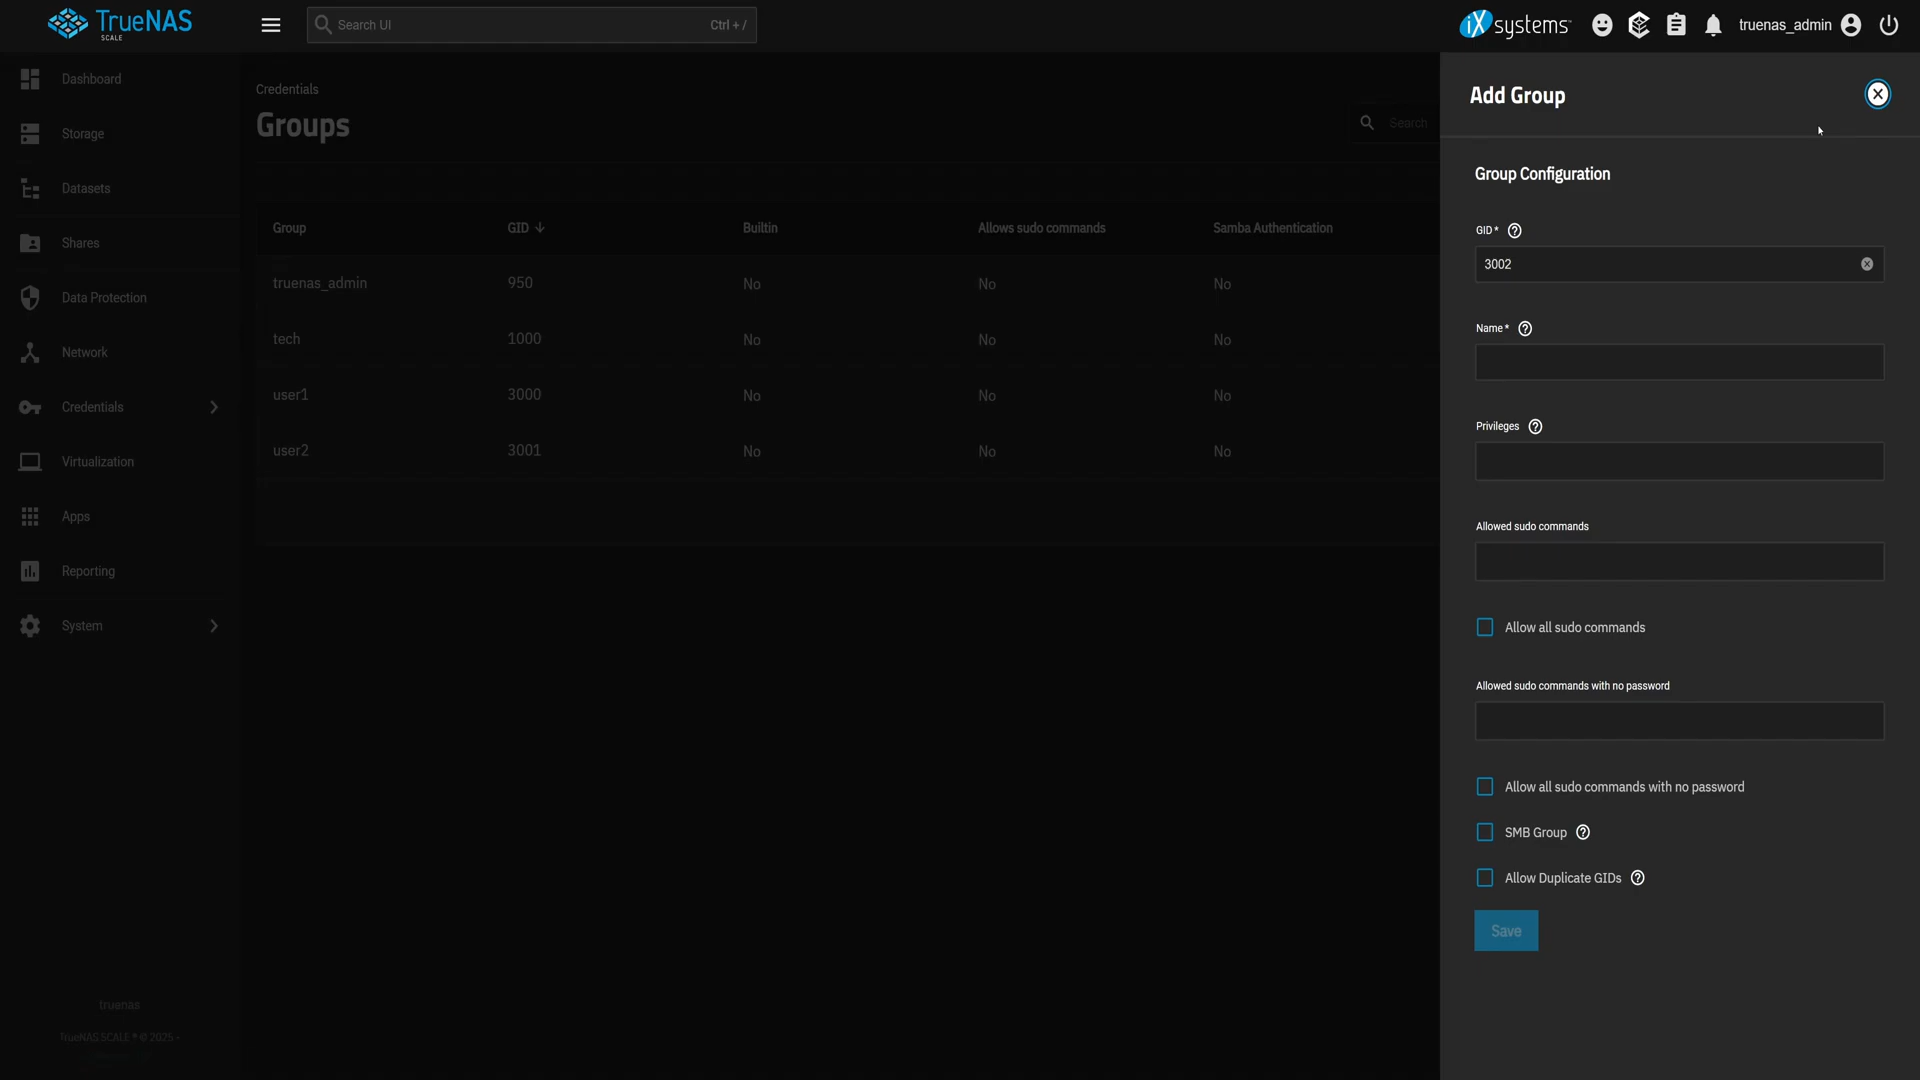 TrueNAS
SCALE
Search UI
Ctrl + /
iXsystems
truenas_admin
Dashboard
Storage
Datasets
Shares
Data Protection
Network
Credentials
Virtualization
Apps
Reporting
System
truenas
TrueNAS SCALE ® © 2025 -
Credentials
Groups
Search
Group
GID
Builtin
Allows sudo commands
Samba Authentication
truenas_admin
950
No
No
No
tech
1000
No
No
No
user1
3000
No
No
No
user2
3001
No
No
No
Add Group
Group Configuration
GID *
3002
Name *
Privileges
Allowed sudo commands
Allow all sudo commands
Allowed sudo commands with no password
Allow all sudo commands with no password
SMB Group
Allow Duplicate GIDs
Save